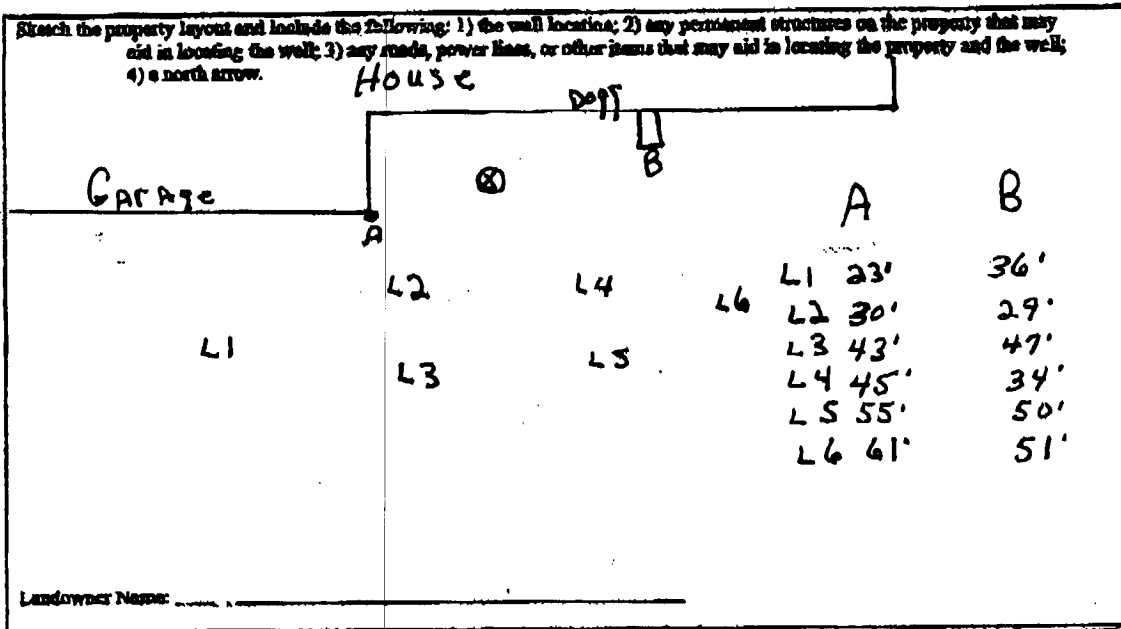 Sketch the property layout and include the following: 1) the well location; 2) any permanent structures on the property that may
aid in locating the well; 3) any roads, power lines, or other items that may aid in locating the property and the well;
4) a north arrow.
House
B
GArAge
A
A B
L1 23' 36'
L2 30' 29'
L3 43' 47'
L4 45' 34'
L5 55' 50'
L6 61' 51'
L2 L4 L6
L1
L3 L5
Landowner Name: